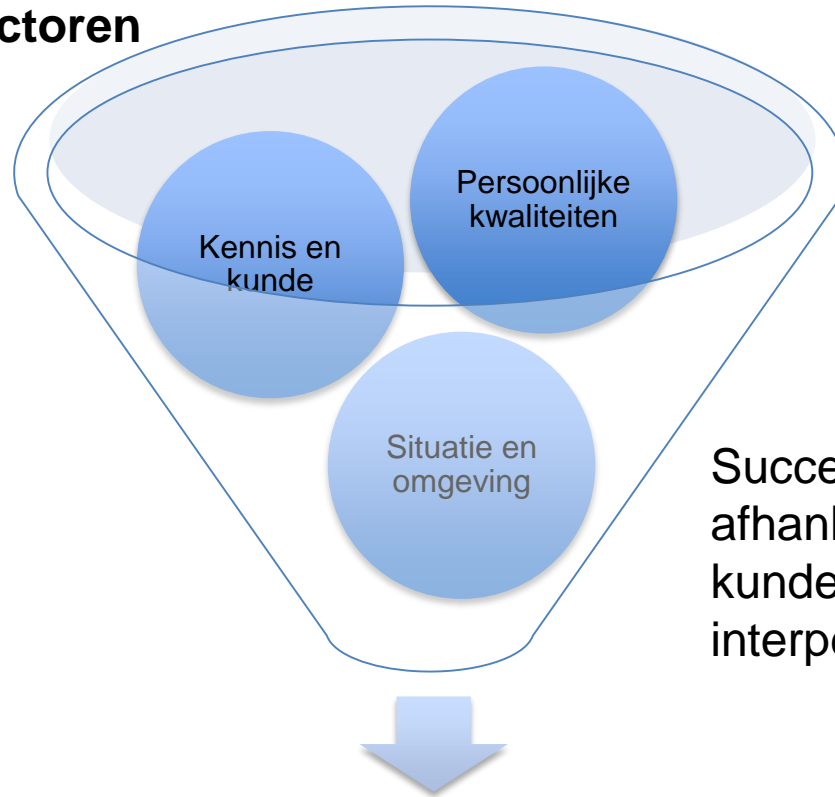 ctoren
Persoonlijke
kwaliteiten
Kennis en
kunde
Situatie en
omgeving
Succe
afhank
kunde
interpe